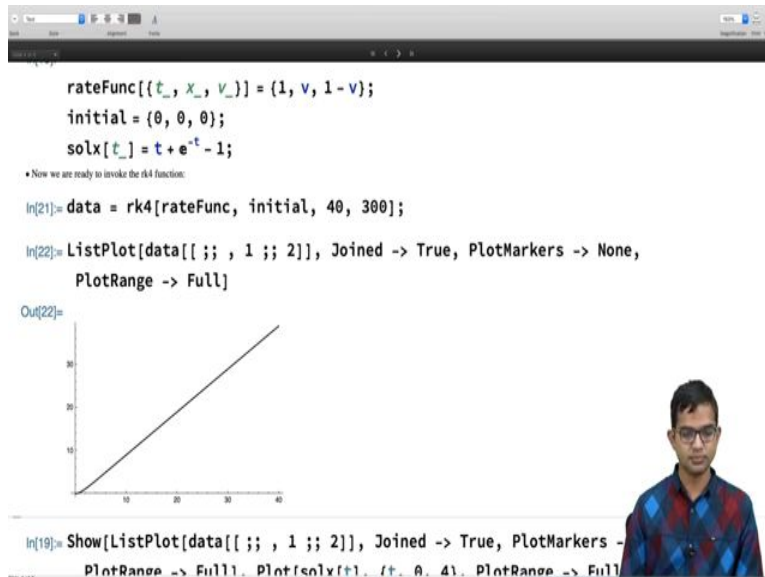 Text
rateFunc[{t_, x_, v_}] = {1, v, 1 - v};
initial = {0, 0, 0};
solx[t_] = t + e^-t - 1;
• Now we are ready to invoke the rk4 function:
In[21]:= data = rk4[rateFunc, initial, 40, 300];
In[22]:= ListPlot[data[[ ;; , 1 ;; 2]], Joined -> True, PlotMarkers -> None,
PlotRange -> Full]
Out[22]=
30
20
10
10 20 30 40
In[19]:= Show[ListPlot[data[[ ;; , 1 ;; 2]], Joined -> True, PlotMarkers -
PlotRange -> Full], Plot[solx[t], {t, 0, 4}, PlotRange -> Full